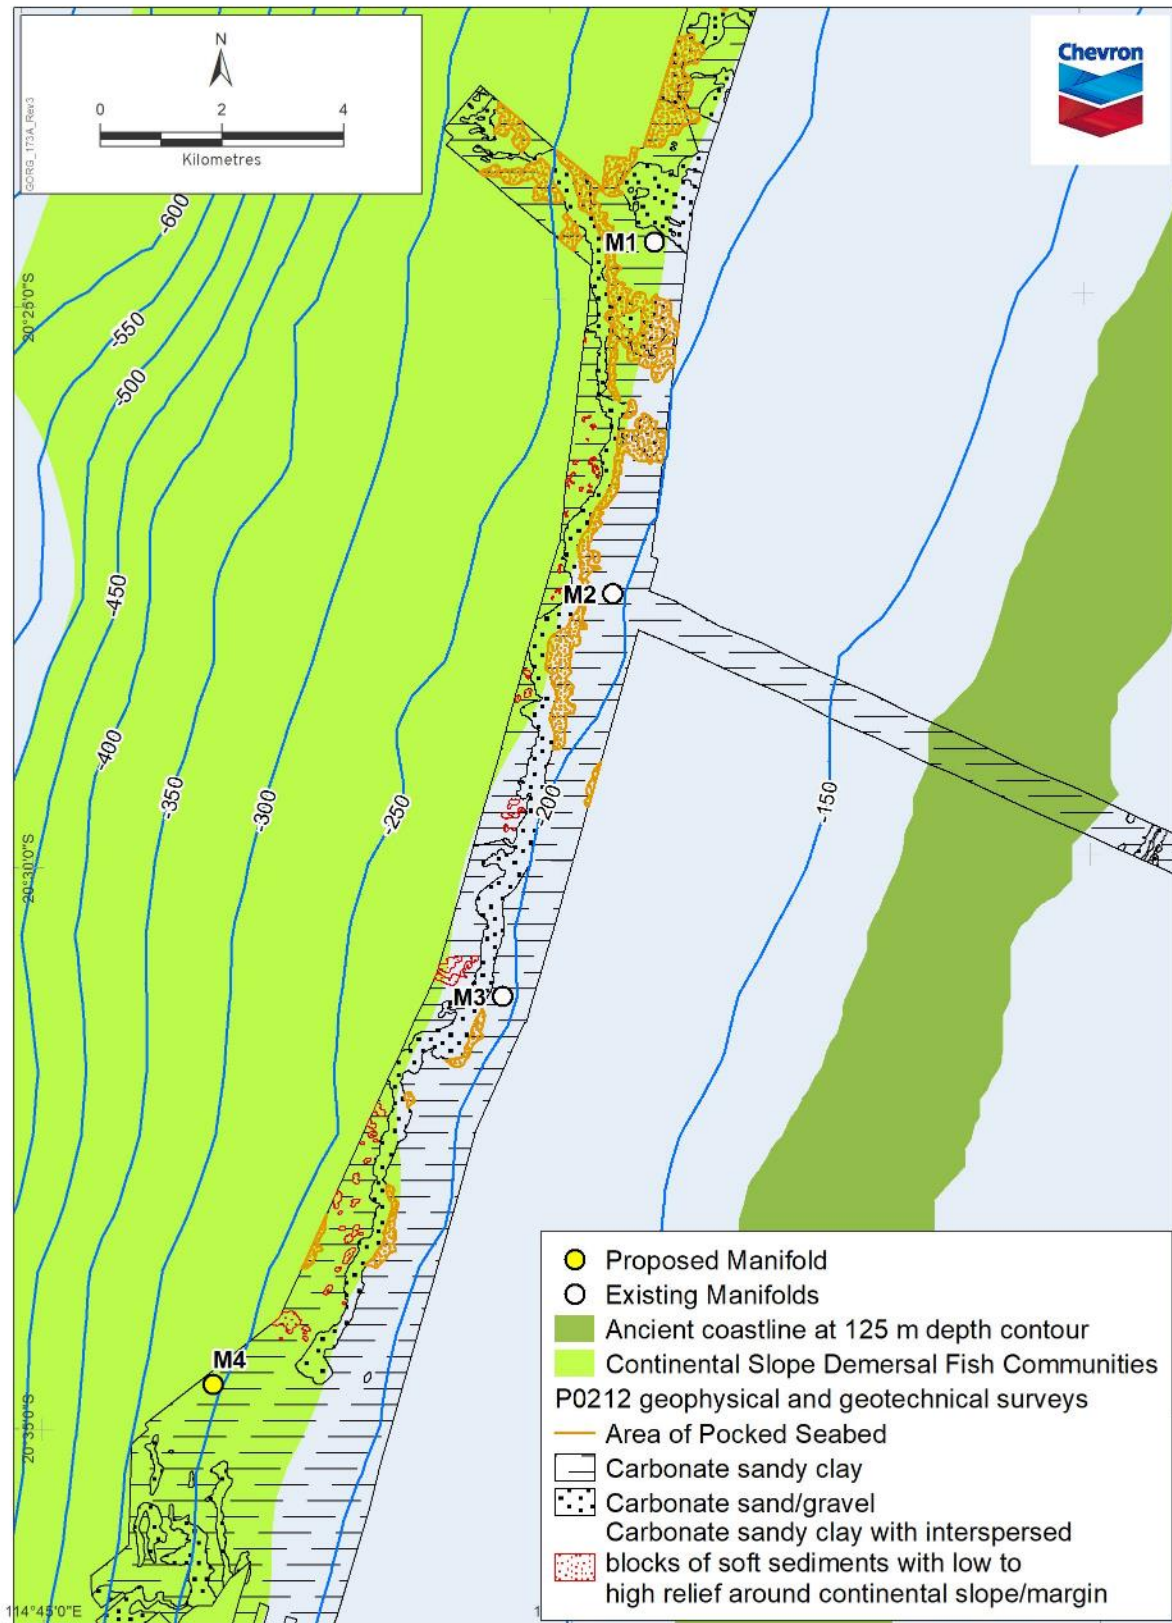 N
0 2 4
Kilometres
GORG_173A_Rev3
Chevron
-600
-550
-500
-450
-400
-350
-300
-250
-200
-150
M1
M2
M3
M4
20°25'0"S
20°30'0"S
20°35'0"S
114°45'0"E
1
Proposed Manifold
Existing Manifolds
Ancient coastline at 125 m depth contour
Continental Slope Demersal Fish Communities
P0212 geophysical and geotechnical surveys
Area of Pocked Seabed
Carbonate sandy clay
Carbonate sand/gravel
Carbonate sandy clay with interspersed
blocks of soft sediments with low to
high relief around continental slope/margin